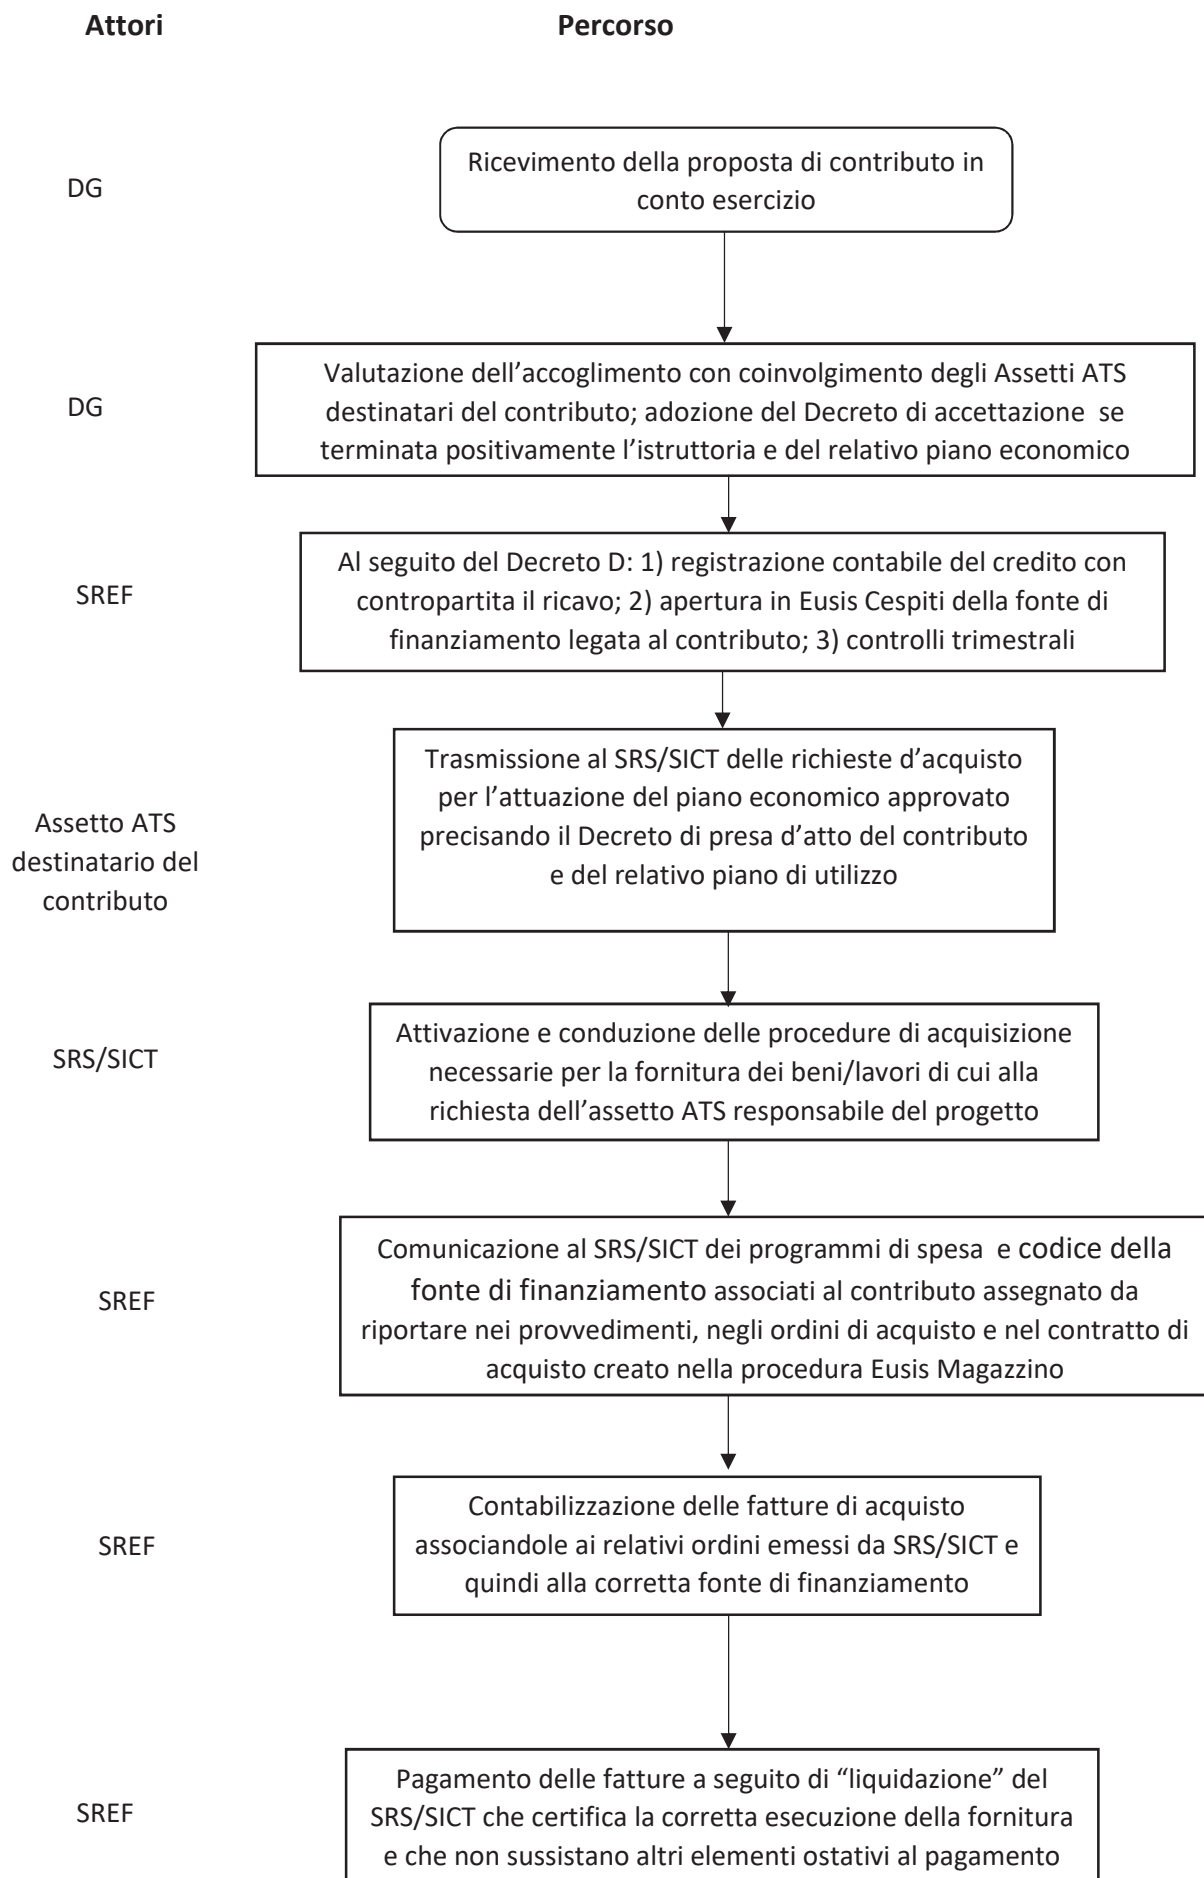 Attori Percorso
DG
Ricevimento della proposta di contributo in
conto esercizio
DG
Valutazione dell’accoglimento con coinvolgimento degli Assetti ATS
destinatari del contributo; adozione del Decreto di accettazione se
terminata positivamente l’istruttoria e del relativo piano economico
SREF
Al seguito del Decreto D: 1) registrazione contabile del credito con
contropartita il ricavo; 2) apertura in Eusis Cespiti della fonte di
finanziamento legata al contributo; 3) controlli trimestrali
Assetto ATS
destinatario del
contributo
Trasmissione al SRS/SICT delle richieste d’acquisto
per l’attuazione del piano economico approvato
precisando il Decreto di presa d’atto del contributo
e del relativo piano di utilizzo
SRS/SICT
Attivazione e conduzione delle procedure di acquisizione
necessarie per la fornitura dei beni/lavori di cui alla
richiesta dell’assetto ATS responsabile del progetto
SREF
Comunicazione al SRS/SICT dei programmi di spesa e codice della
fonte di finanziamento associati al contributo assegnato da
riportare nei provvedimenti, negli ordini di acquisto e nel contratto di
acquisto creato nella procedura Eusis Magazzino
SREF
Contabilizzazione delle fatture di acquisto
associandole ai relativi ordini emessi da SRS/SICT e
quindi alla corretta fonte di finanziamento
SREF
Pagamento delle fatture a seguito di “liquidazione” del
SRS/SICT che certifica la corretta esecuzione della fornitura
e che non sussistano altri elementi ostativi al pagamento